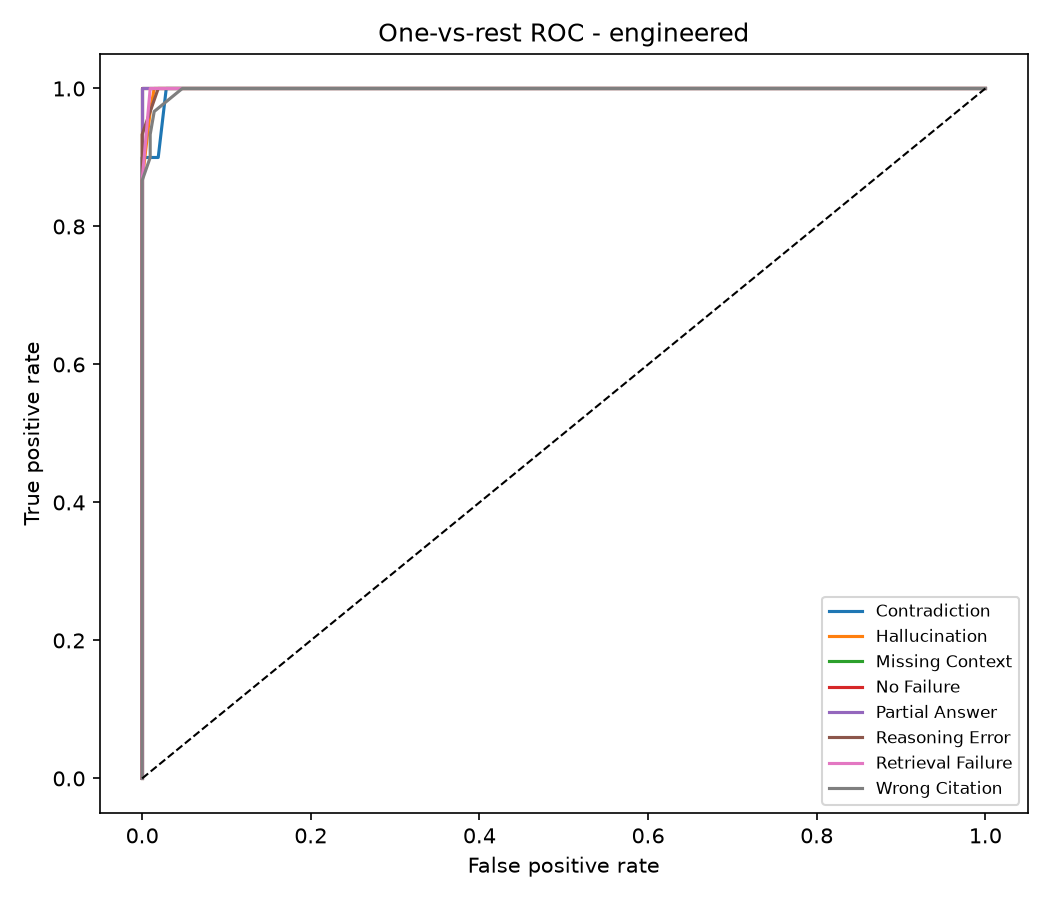 One-vs-rest ROC - engineered
True positive rate
1.0
0.8
0.6
0.4
0.2
0.0
0.0 0.2 0.4 0.6 0.8 1.0
False positive rate
Contradiction
Hallucination
Missing Context
No Failure
Partial Answer
Reasoning Error
Retrieval Failure
Wrong Citation